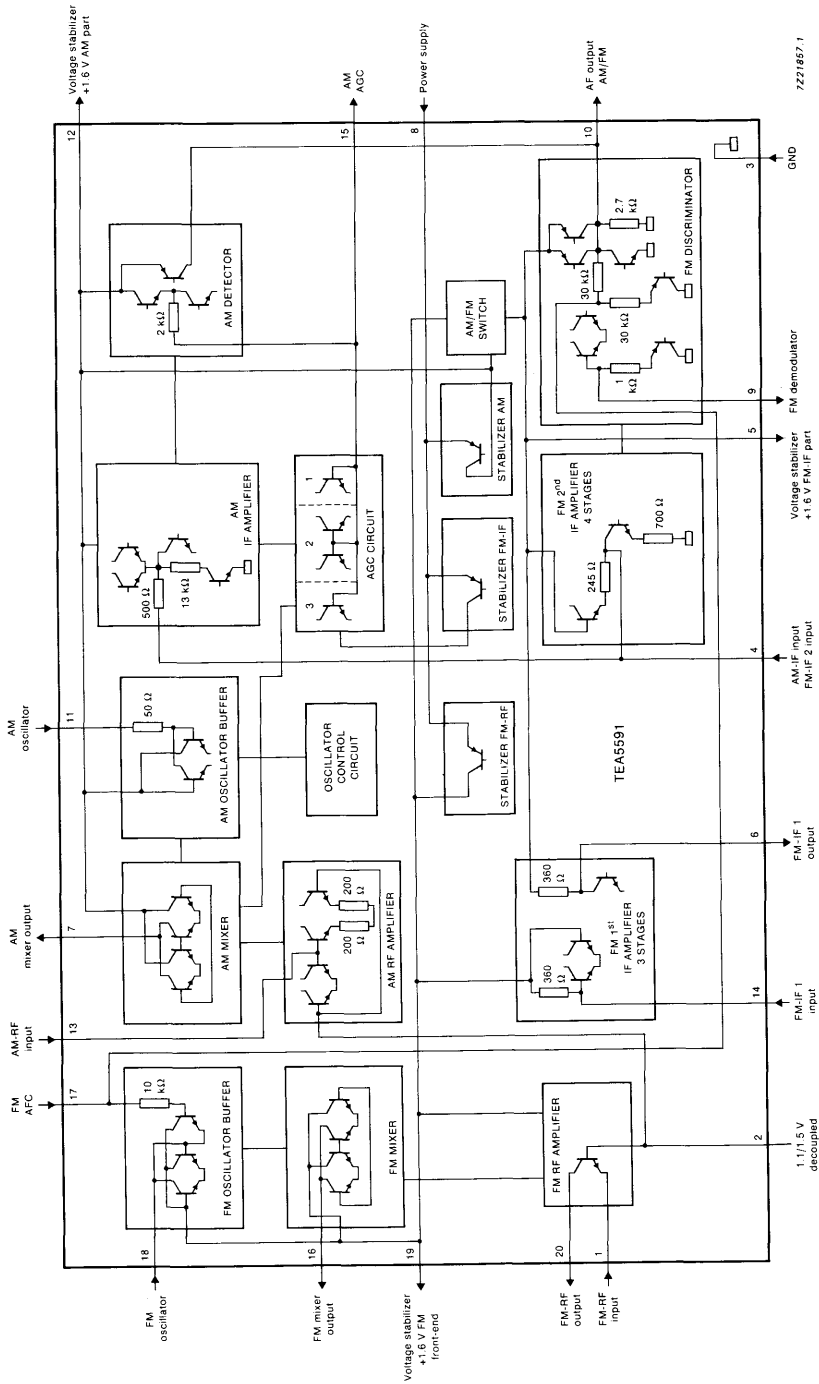 FM
AFC
17
AM-RF
input
13
AM
mixer output
7
AM
oscillator
11
Voltage stabilizer
+1.6 V AM part
12
AM
AGC
15
Power supply
8
AF output
AM/FM
10
GND
3
18
FM
oscillator
10
kΩ
FM OSCILLATOR BUFFER
AM MIXER
50 Ω
AM OSCILLATOR BUFFER
500 Ω
13 kΩ
AM
IF AMPLIFIER
2 kΩ
AM DETECTOR
16
FM mixer
output
FM MIXER
200
Ω
200
Ω
AM RF AMPLIFIER
OSCILLATOR
CONTROL
CIRCUIT
3
2
1
AGC CIRCUIT
19
Voltage stabilizer
+1.6 V FM
front-end
STABILIZER FM-RF
STABILIZER FM-IF
STABILIZER AM
AM/FM
SWITCH
20
FM-RF
output
1
FM-RF
input
FM RF AMPLIFIER
360
Ω
360
Ω
FM 1st
IF AMPLIFIER
3 STAGES
TEA5591
FM 2nd
IF AMPLIFIER
4 STAGES
245 Ω
700 Ω
1
kΩ
30 kΩ
30 kΩ
2.7
kΩ
FM DISCRIMINATOR
2
1.1/1.5 V
decoupled
14
FM-IF 1
input
6
FM-IF 1
output
4
AM-IF input
FM-IF 2 input
5
Voltage stabilizer
+1.6 V FM-IF part
9
FM demodulator
7Z21857.1